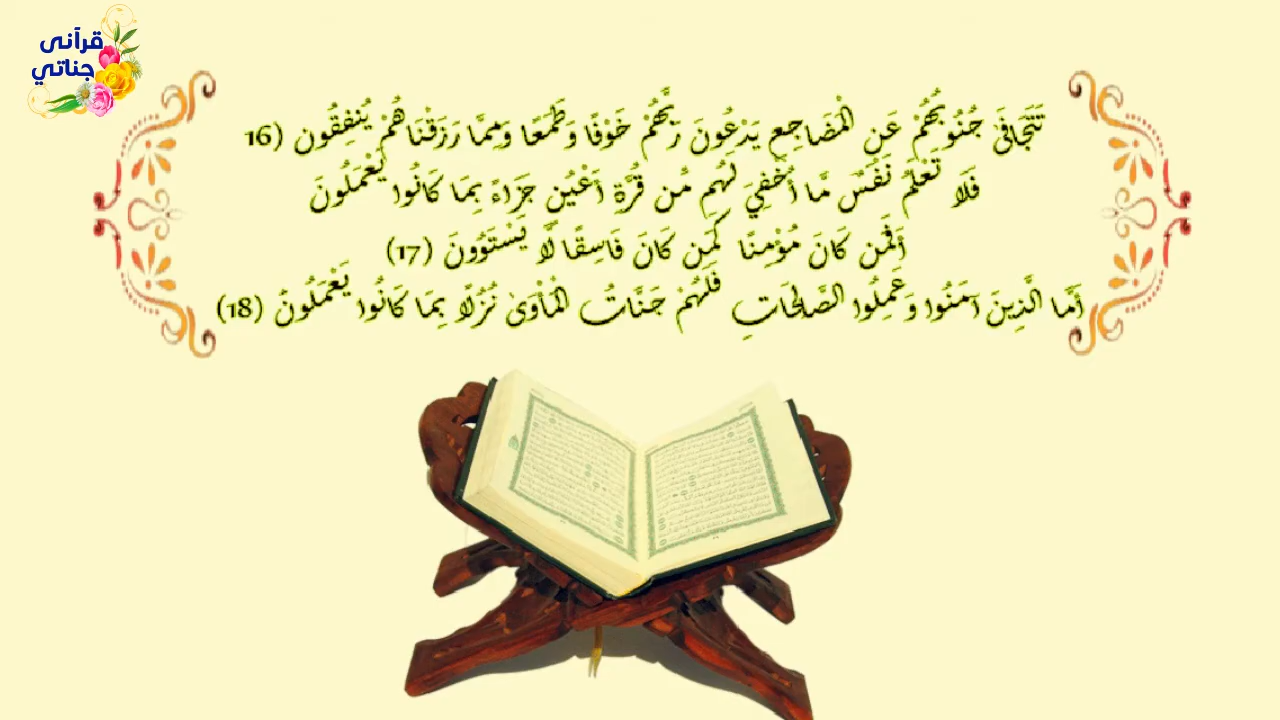 قرآنى
جناتي
تَتَجَافَىٰ جُنُوبُهُمْ عَنِ الْمَضَاجِعِ يَدْعُونَ رَبَّهُمْ خَوْفًا وَطَمَعًا وَمِمَّا رَزَقْنَاهُمْ يُنفِقُون (16
فَلَا تَعْلَمُ نَفْسٌ مَّا أُخْفِيَ لَهُم مِّن قُرَّةِ أَعْيُنٍ جَزَاءً بِمَا كَانُوا يَعْمَلُونَ
أَفَمَن كَانَ مُؤْمِنًا كَمَن كَانَ فَاسِقًا لَّا يَسْتَوُونَ (17)
أَمَّا الَّذِينَ آمَنُوا وَعَمِلُوا الصَّالِحَاتِ فَلَهُمْ جَنَّاتُ الْمَأْوَىٰ نُزُلًا بِمَا كَانُوا يَعْمَلُونَ (18)